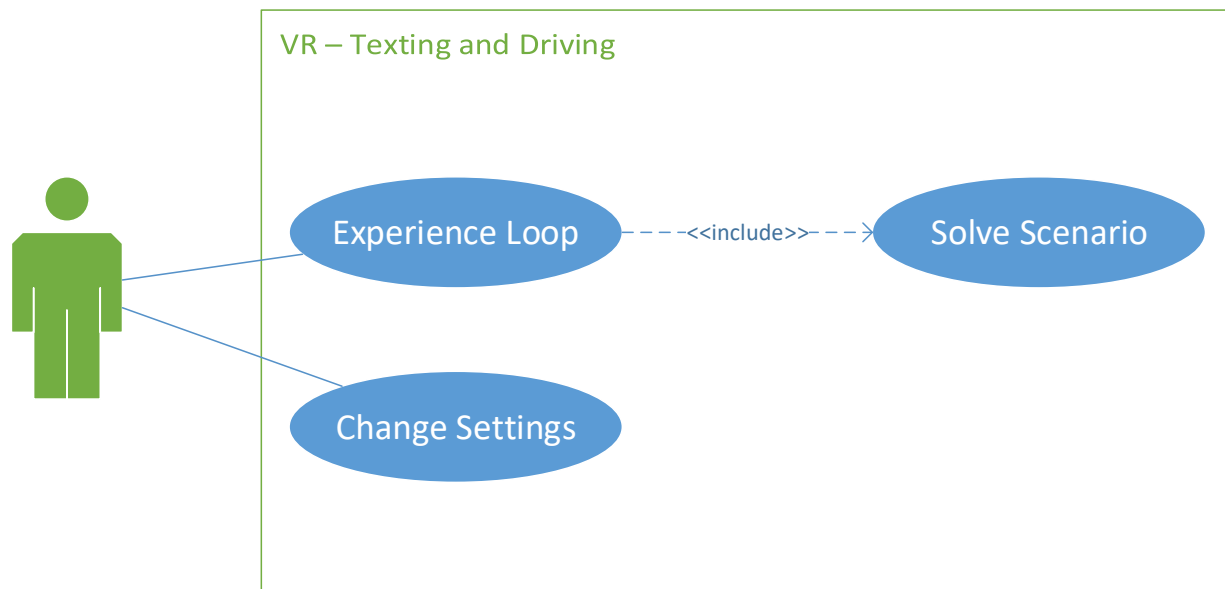 VR – Texting and Driving
Experience Loop
<<include>>
Solve Scenario
Change Settings